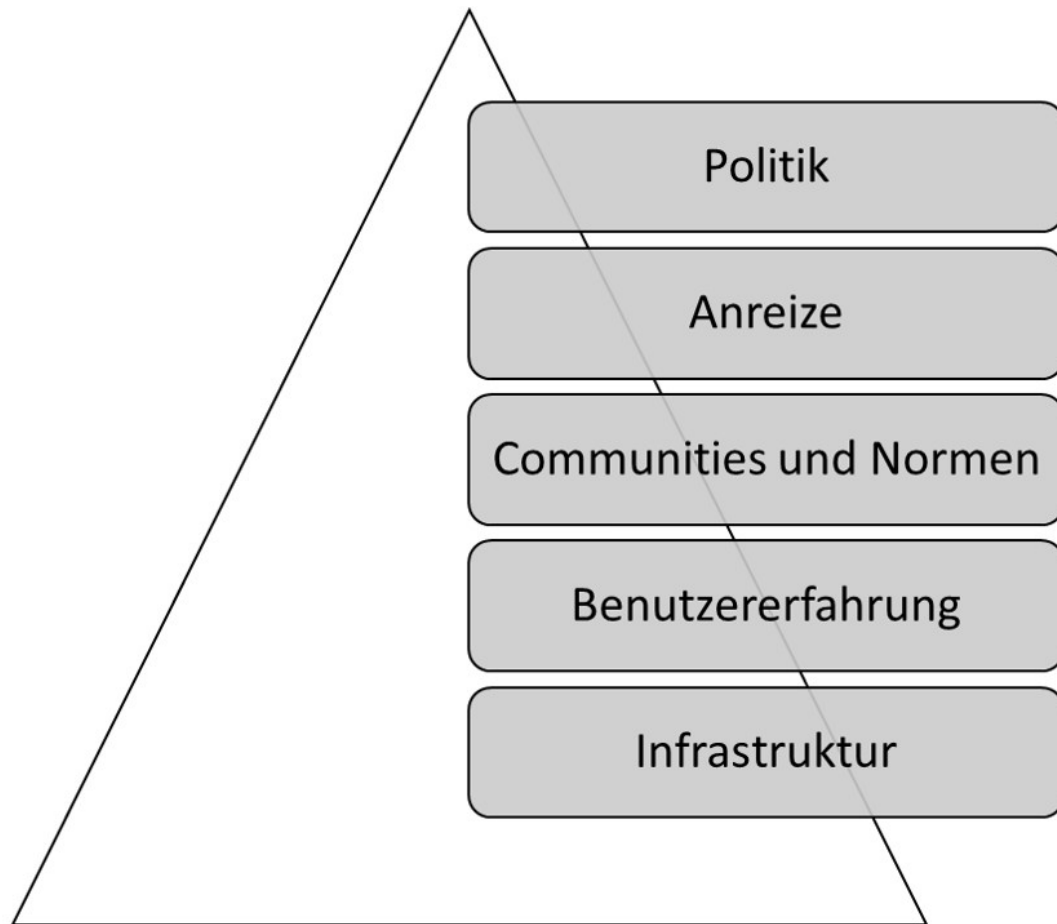 Politik
Anreize
Communities und Normen
Benutzererfahrung
Infrastruktur